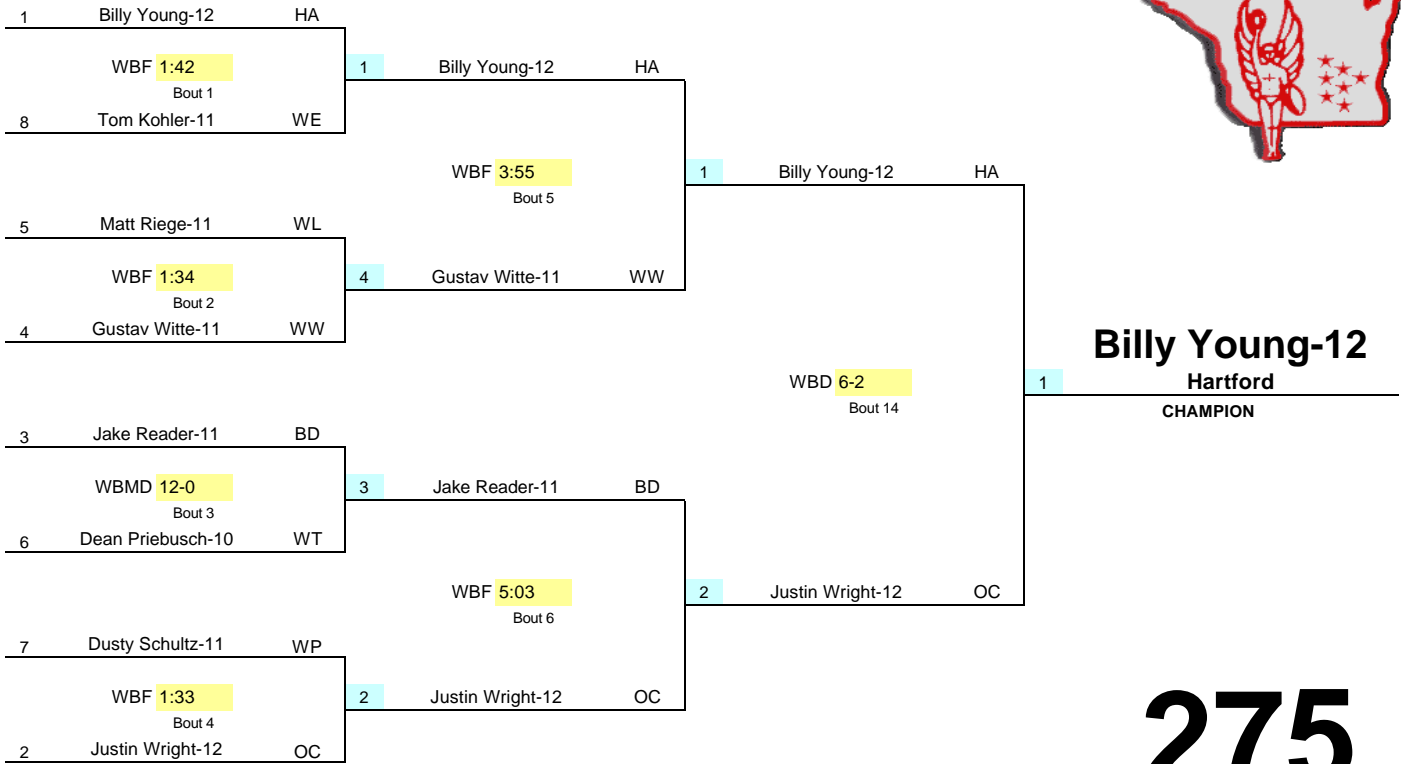 1 Billy Young-12 HA
WBF 1:42
Bout 1
8 Tom Kohler-11 WE
1 Billy Young-12 HA
WBF 3:55
Bout 5
5 Matt Riege-11 WL
WBF 1:34
Bout 2
4 Gustav Witte-11 WW
4 Gustav Witte-11 WW
1 Billy Young-12 HA
WBD 6-2
Bout 14
3 Jake Reader-11 BD
WBMD 12-0
Bout 3
6 Dean Priebusch-10 WT
3 Jake Reader-11 BD
WBF 5:03
Bout 6
7 Dusty Schultz-11 WP
WBF 1:33
Bout 4
2 Justin Wright-12 OC
2 Justin Wright-12 OC
2 Justin Wright-12 OC
Billy Young-12
1 Hartford
CHAMPION
275